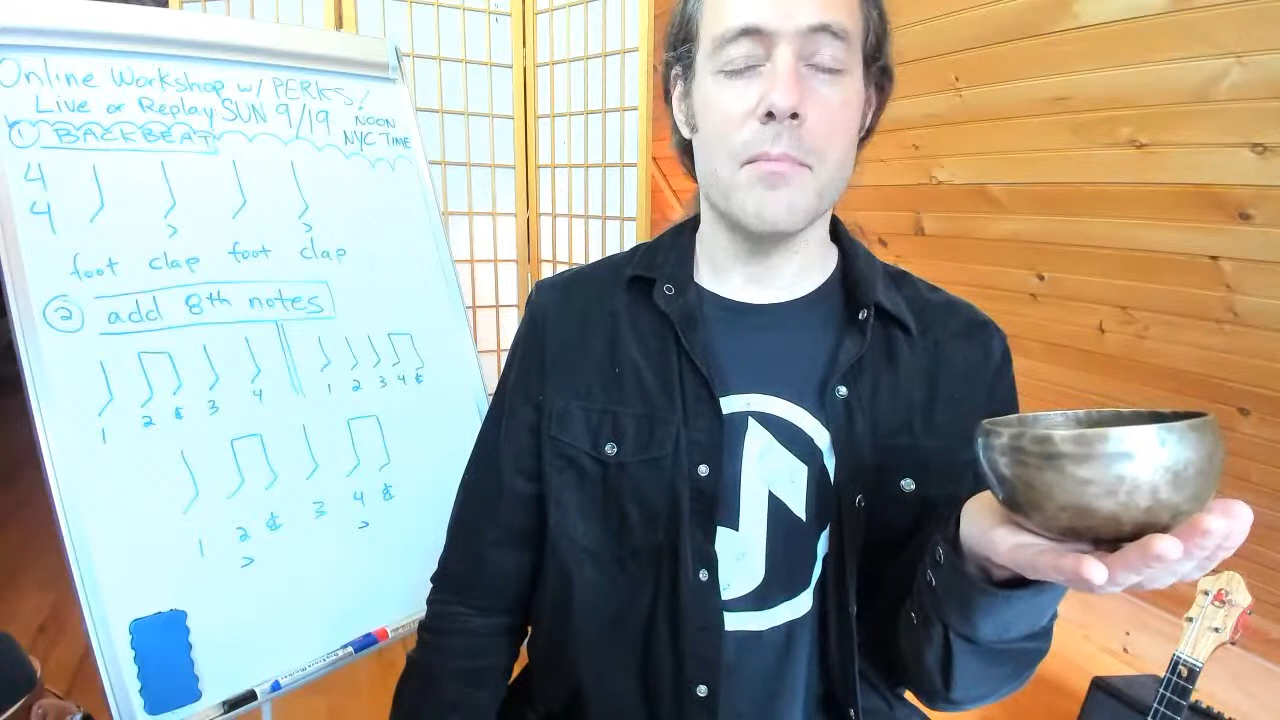 Online Workshop w/ PERKS!
Live or Replay SUN 9/19 NOON
NYC TIME
① BACKBEAT
4
4
>
>
foot clap foot clap
② add 8th notes
1 2 & 3 4
1 2 3 4 &
1 2 & 3 4 &
>
>